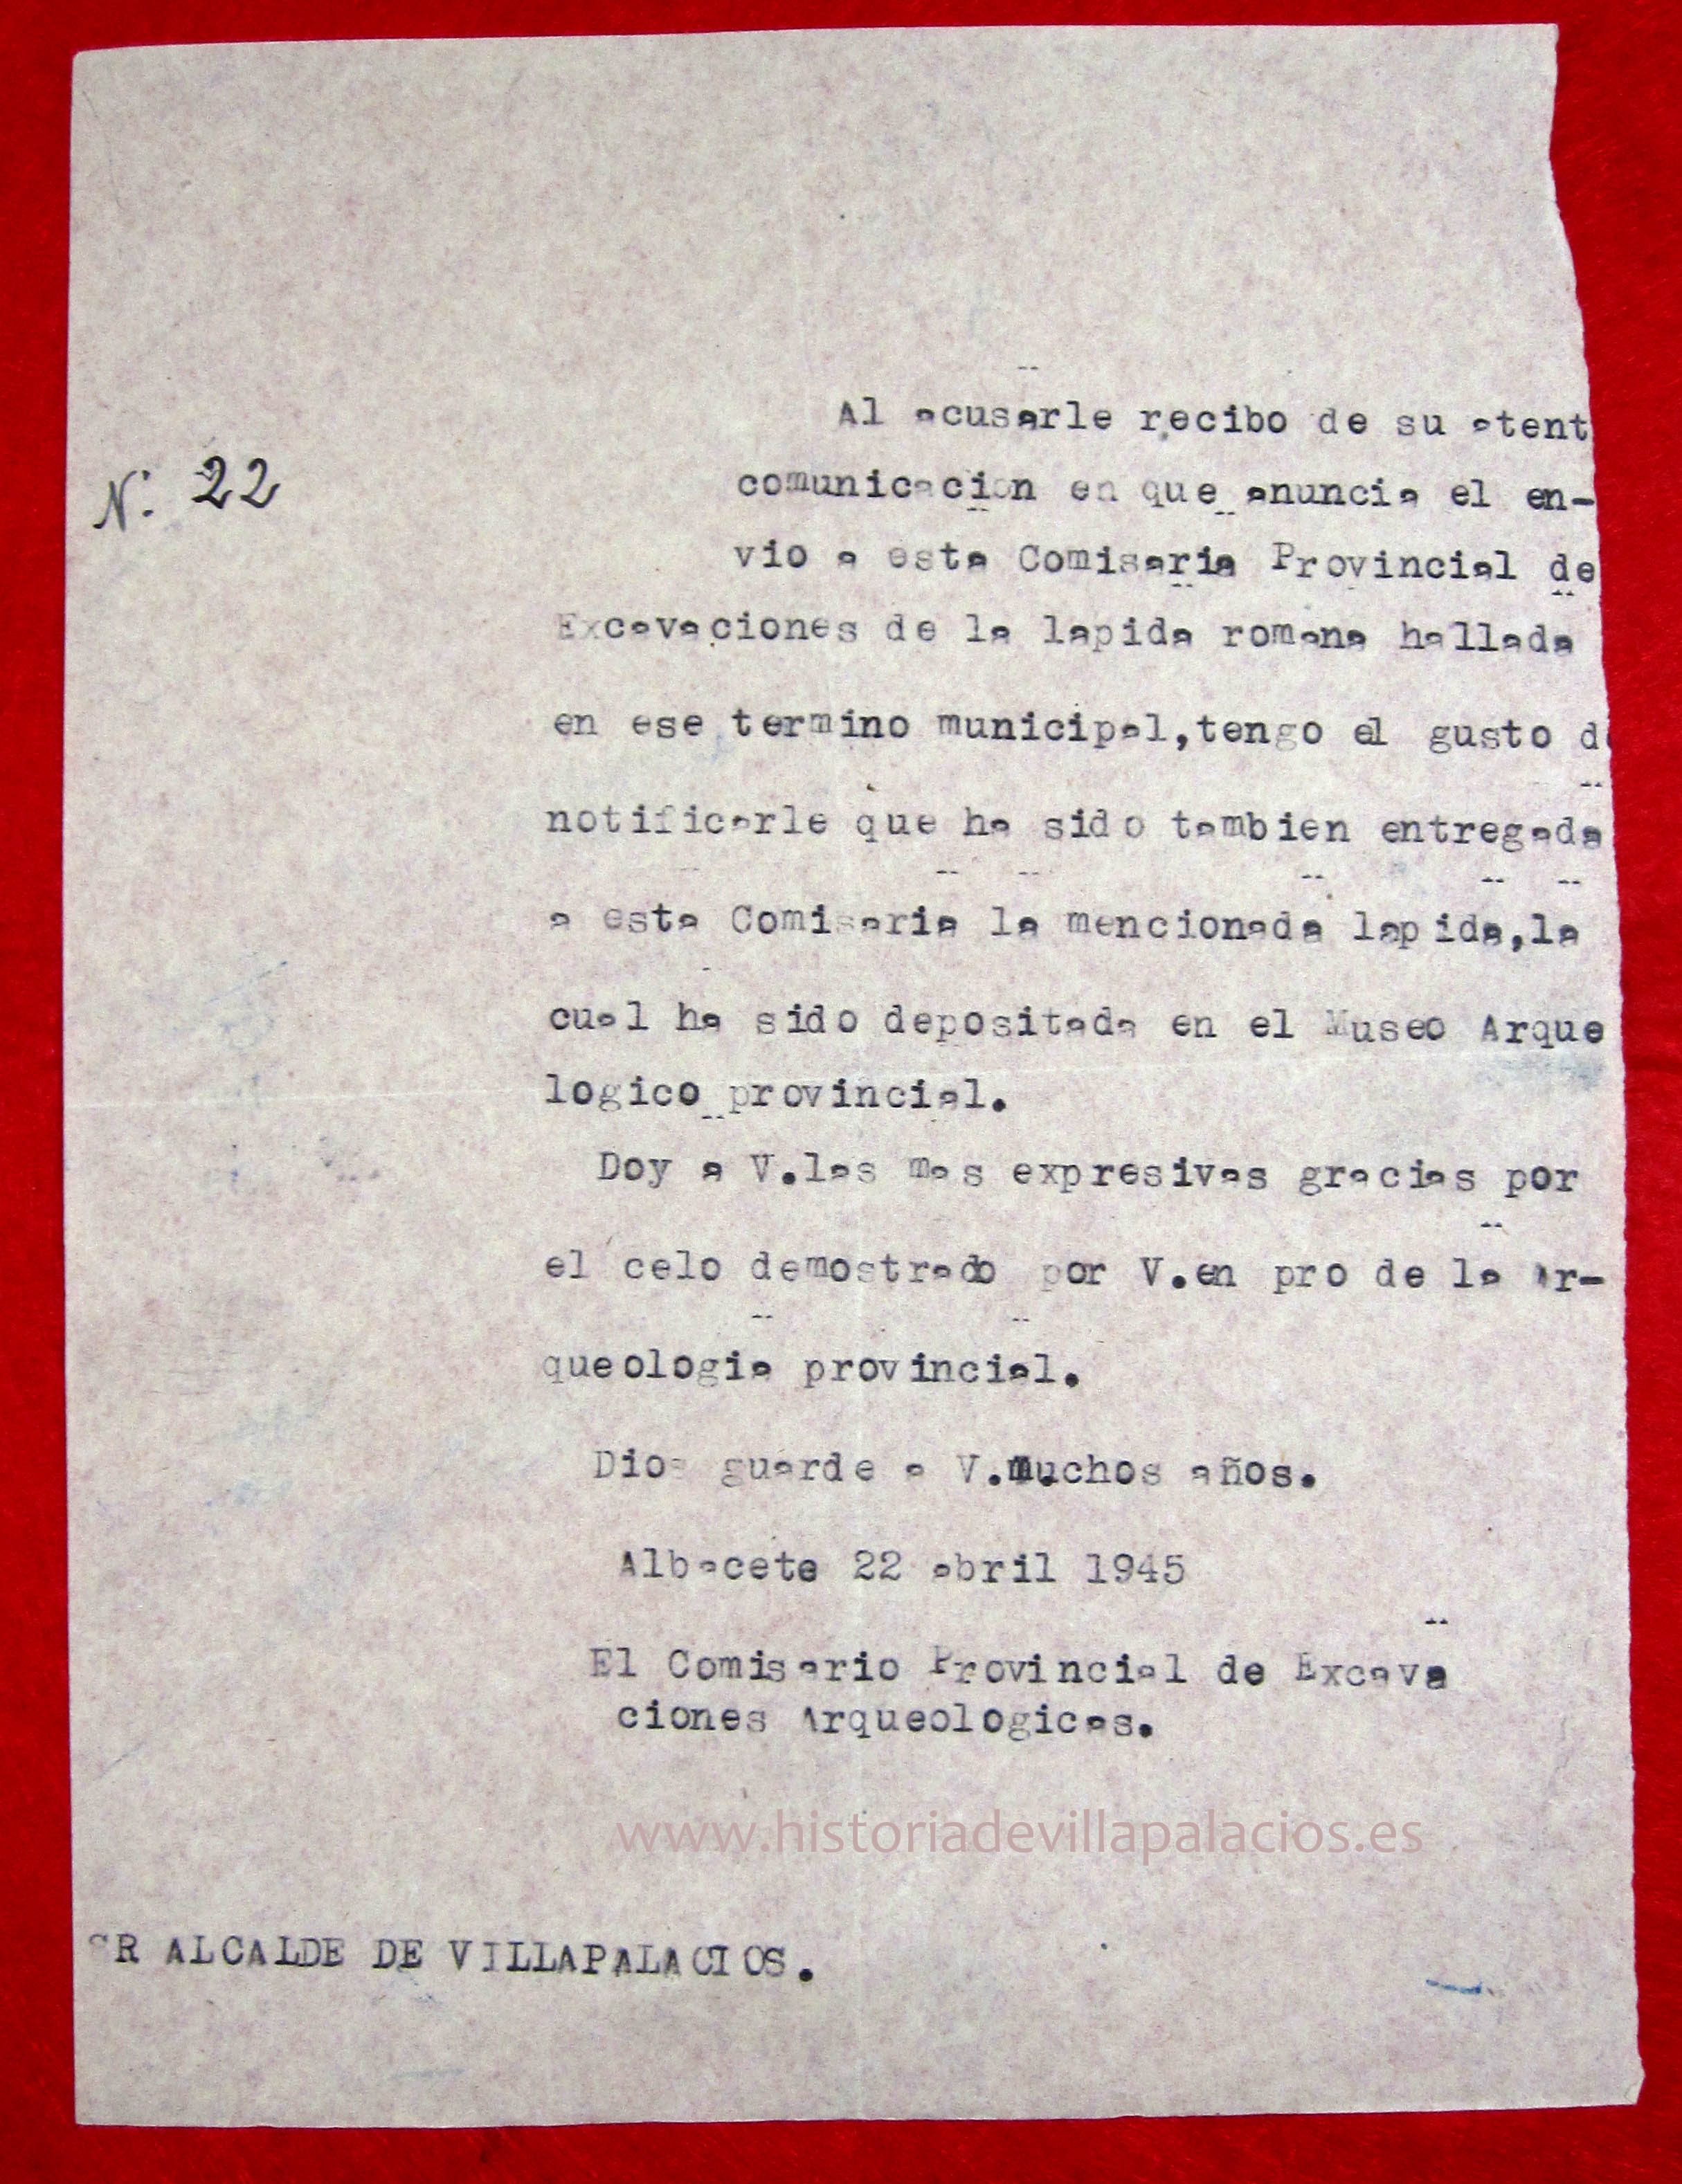 N. 22
Al acusarle recibo de su atent
comunicacion en que anuncia el en-
vio a esta Comisaria Provincial de
Excavaciones de la lapida romana hallada
en ese termino municipal,tengo el gusto d
notificarle que ha sido tambien entregada
a esta Comisaria la mencionada lapida,la
cual ha sido depositada en el Museo Arque
logico provincial.
Doy a V.las mas expresivas gracias por
el celo demostrado por V.en pro de la Ar-
queologia provincial.
Dios guarde a V.muchos años.
Albacete 22 abril 1945
El Comisario Provincial de Excava
ciones Arqueologicas.
www.historiadevillapalacios.es
SR ALCALDE DE VILLAPALACIOS.